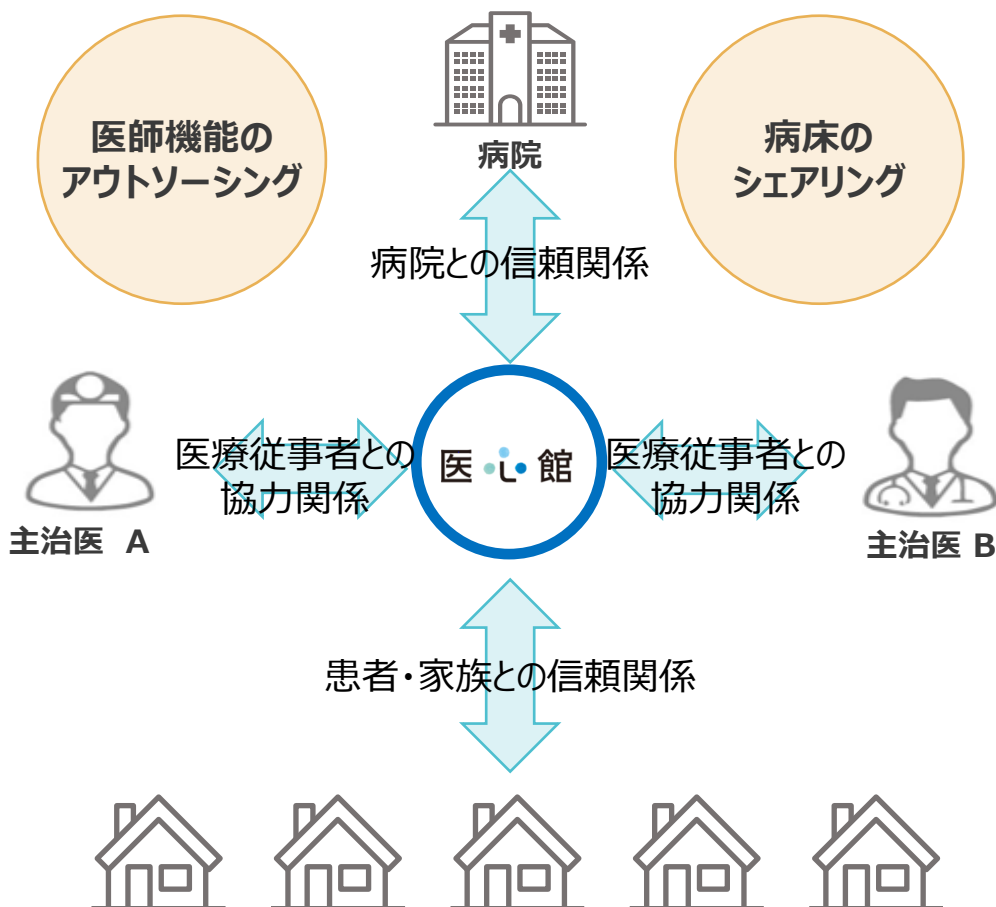 医師機能の
アウトソーシング
病院
病床の
シェアリング
病院との信頼関係
医療従事者との
協力関係
医心館
医療従事者との
協力関係
主治医 A
主治医 B
患者・家族との信頼関係